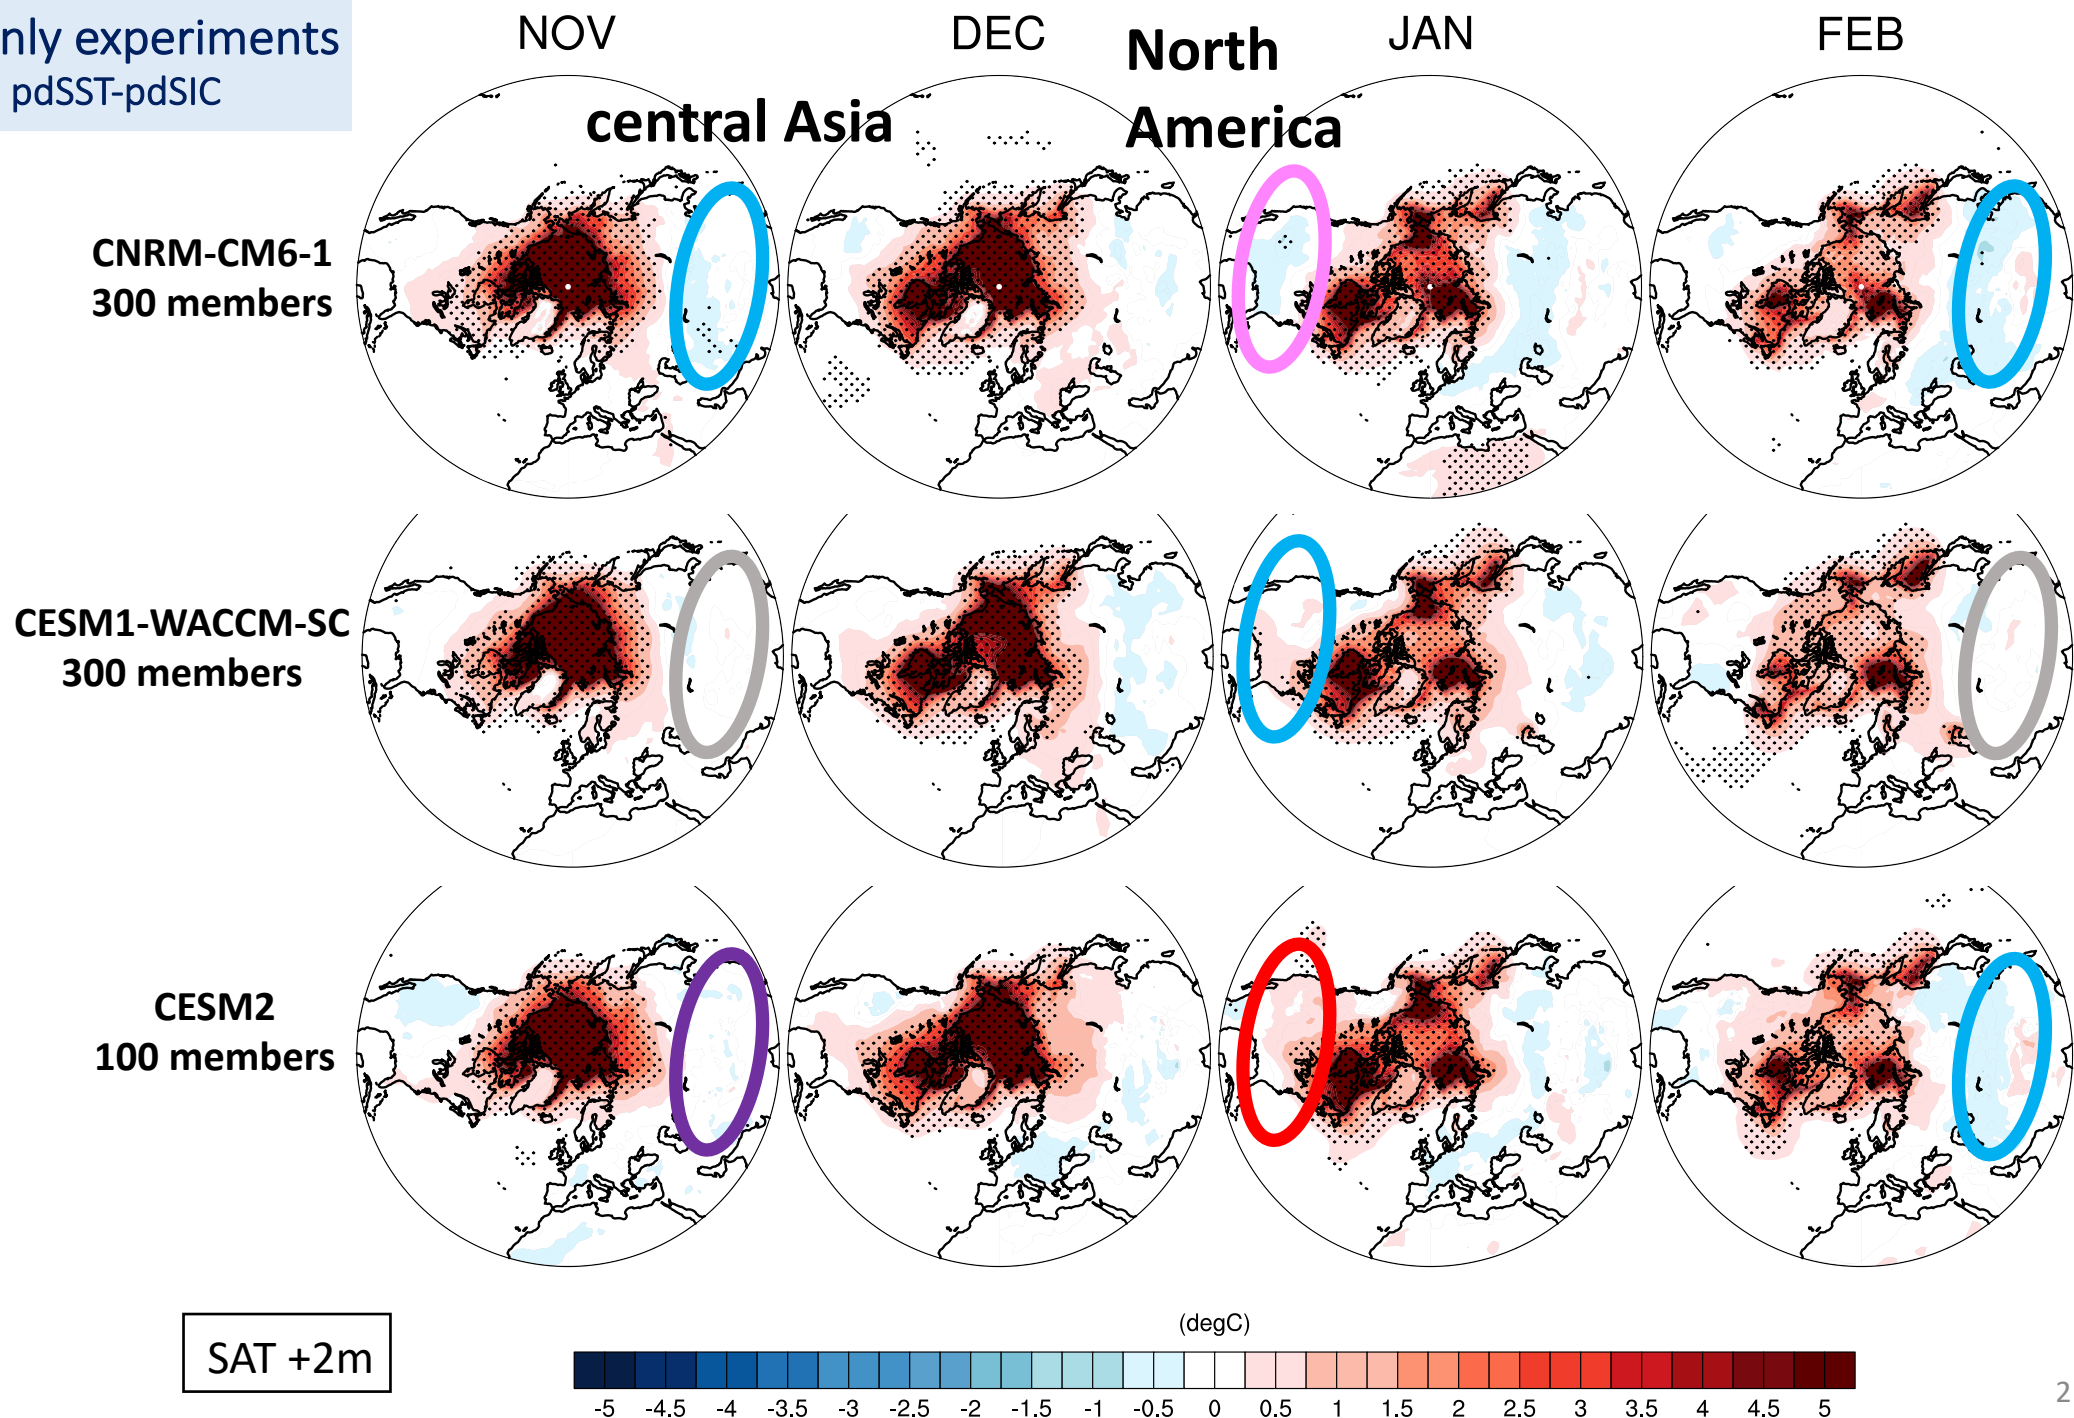 nly experiments
pdSST-pdSIC
NOV
DEC
JAN
FEB
central Asia
North
America
CNRM-CM6-1
300 members
CESM1-WACCM-SC
300 members
CESM2
100 members
SAT +2m
(degC)
-5 -4.5 -4 -3.5 -3 -2.5 -2 -1.5 -1 -0.5 0 0.5 1 1.5 2 2.5 3 3.5 4 4.5 5
2